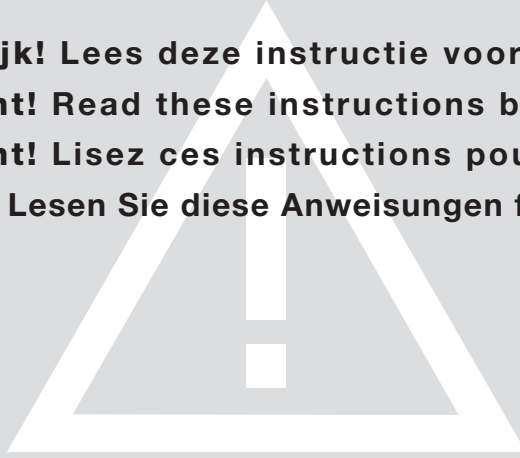 jk! Lees deze instructie voor
nt! Read these instructions b
nt! Lisez ces instructions pou
Lesen Sie diese Anweisungen f